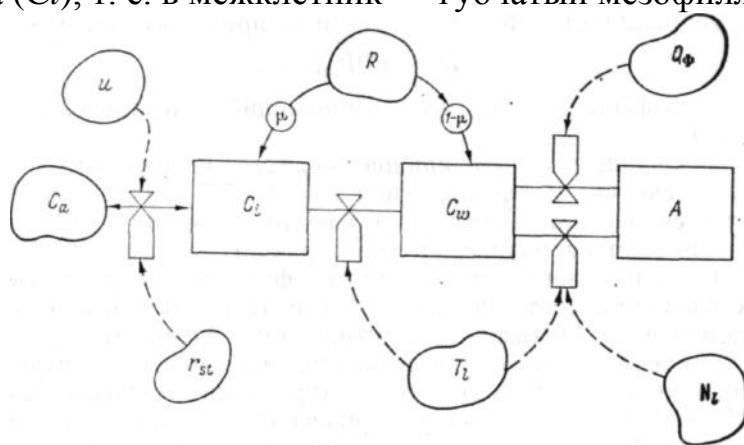 (Ci), т. е. в межклетник
губчатый мезофилл
u
R
Qф
μ
1-μ
Ca
Ci
Cw
A
rst
Tl
Nl